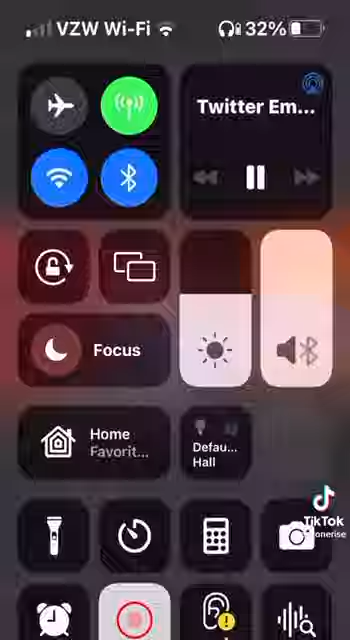 VZW Wi-Fi
32%
Twitter Em...
Focus
Home
Favorit...
Defau...
Hall
TikTok